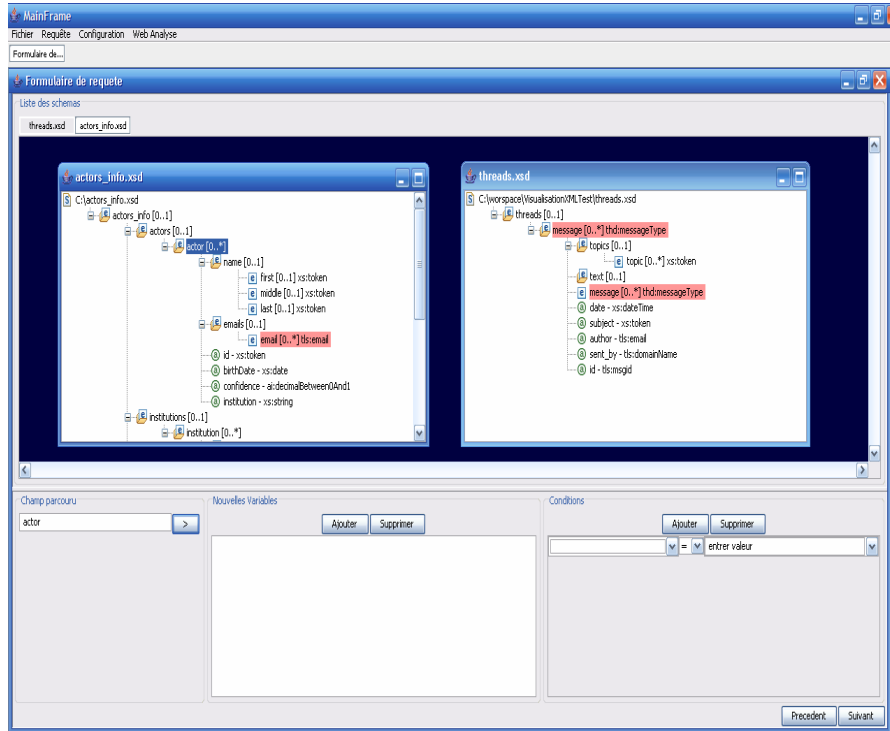 MainFrame
Fichier Requête Configuration Web Analyse
Formulaire de...
Formulaire de requete
Liste des schemas
threads.xsd actors_info.xsd
actors_info.xsd
C:\actors_info.xsd
actors_info [0..1]
actors [0..1]
actor [0..*]
name [0..1]
first [0..1] xs:token
middle [0..1] xs:token
last [0..1] xs:token
emails [0..1]
email [0..*] tls:email
id - xs:token
birthDate - xs:date
confidence - ai:decimalBetween0And1
institution - xs:string
institutions [0..1]
institution [0..*]
threads.xsd
C:\worspace\VisualisationXMLTest\threads.xsd
threads [0..1]
message [0..*] thd:messageType
topics [0..1]
topic [0..*] xs:token
text [0..1]
message [0..*] thd:messageType
date - xs:dateTime
subject - xs:token
author - tls:email
sent_by - tls:domainName
id - tls:msgid
Champ parcouru
actor >
Nouvelles Variables
Ajouter Supprimer
Conditions
Ajouter Supprimer
= entrer valeur
Precedent Suivant